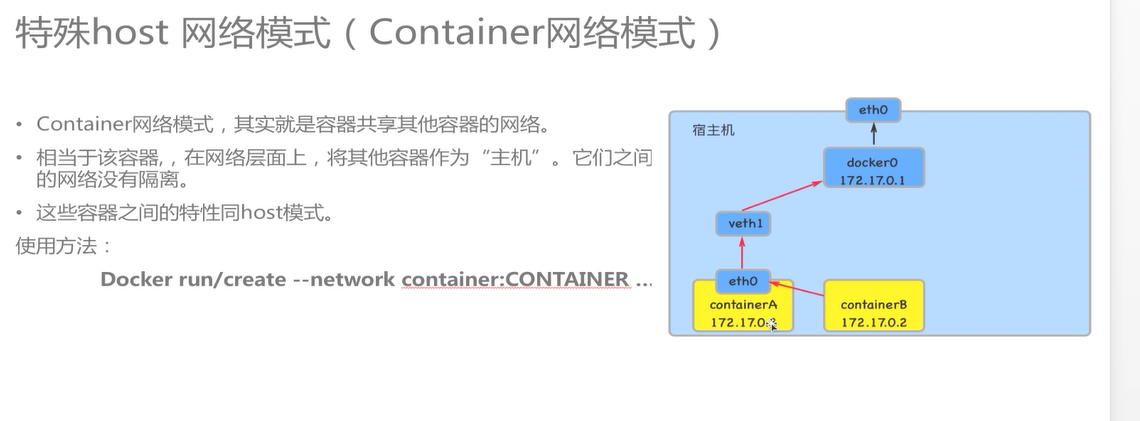 特殊host 网络模式（Container网络模式）
• Container网络模式，其实就是容器共享其他容器的网络。
• 相当于该容器,，在网络层面上，将其他容器作为“主机”。它们之间
的网络没有隔离。
• 这些容器之间的特性同host模式。
使用方法：
Docker run/create --network container:CONTAINER ...
eth0
宿主机
docker0
172.17.0.1
veth1
eth0
containerA
containerB
172.17.0.2